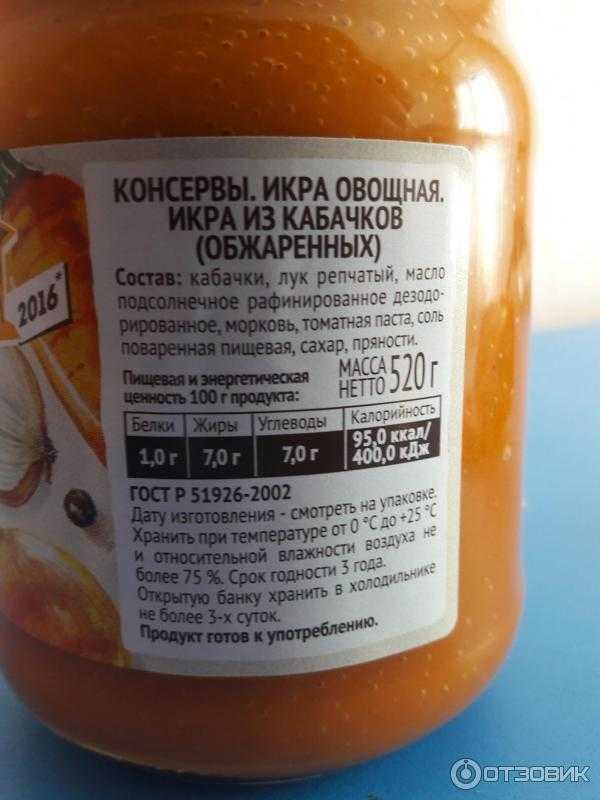 КОНСЕРВЫ. ИКРА ОВОЩНАЯ.
ИКРА ИЗ КАБАЧКОВ
(ОБЖАРЕННЫХ)
Состав: кабачки, лук репчатый, масло
подсолнечное рафинированное дезодо-
рированное, морковь, томатная паста, соль
поваренная пищевая, сахар, пряности.
2016*
Пищевая и энергетическая
ценность 100 г продукта:
МАССА
НЕТТО 520 г
Белки Жиры Углеводы Калорийность
1,0 г 7,0 г 7,0 г 95,0 ккал/
400,0 кДж
ГОСТ Р 51926-2002
Дату изготовления - смотреть на упаковке.
Хранить при температуре от 0 °С до +25 °С
и относительной влажности воздуха не
более 75 %. Срок годности 3 года.
Открытую банку хранить в холодильнике
не более 3-х суток.
Продукт готов к употреблению.
ОТЗОВИК